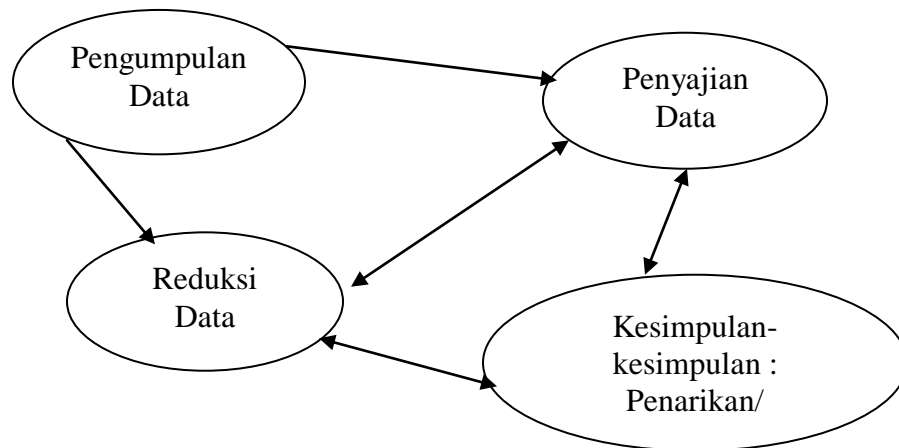 Pengumpulan
Data
Penyajian
Data
Reduksi
Data
Kesimpulan-
kesimpulan :
Penarikan/